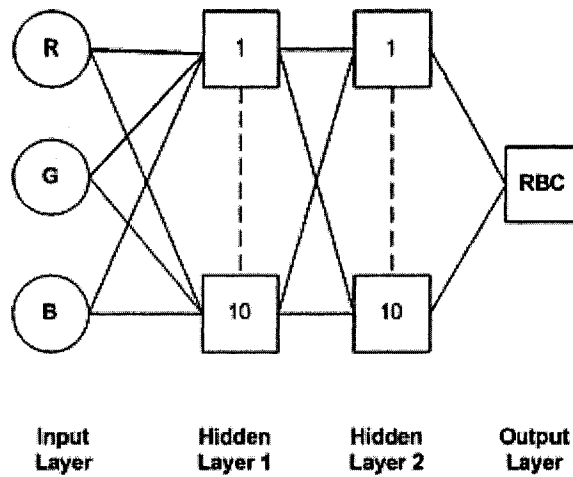 R
1
1
G
RBC
B
10
10
Input
Layer
Hidden
Layer 1
Hidden
Layer 2
Output
Layer